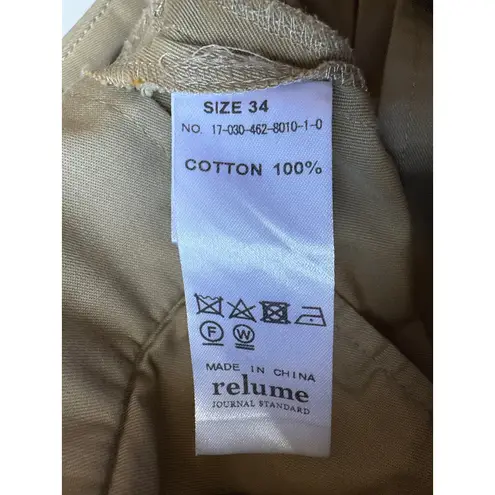 SIZE 34
NO. 17-030-462-8010-1-0
COTTON 100%
F W
MADE IN CHINA
relume
JOURNAL STANDARD